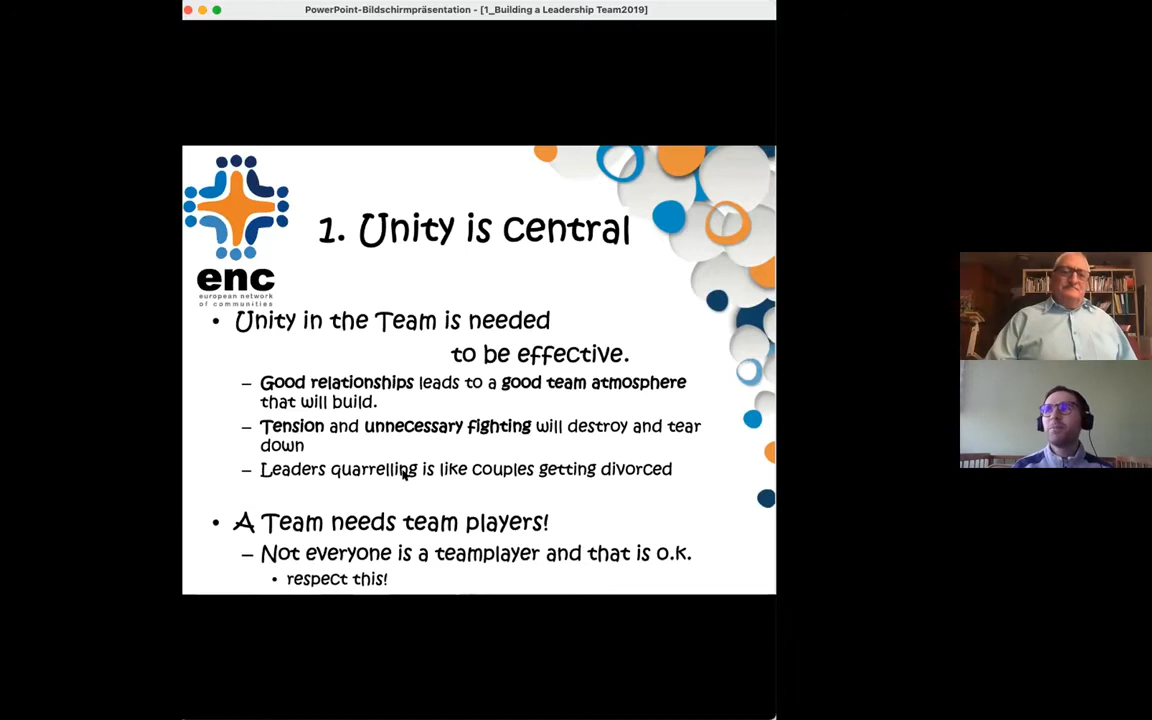 PowerPoint-Bildschirmpräsentation - [1_Building a Leadership Team2019]
enc
european network
of communities
1. Unity is central
• Unity in the Team is needed
to be effective.
– Good relationships leads to a good team atmosphere
that will build.
– Tension and unnecessary fighting will destroy and tear
down
– Leaders quarrelling is like couples getting divorced
• A Team needs team players!
– Not everyone is a teamplayer and that is o.k.
• respect this!